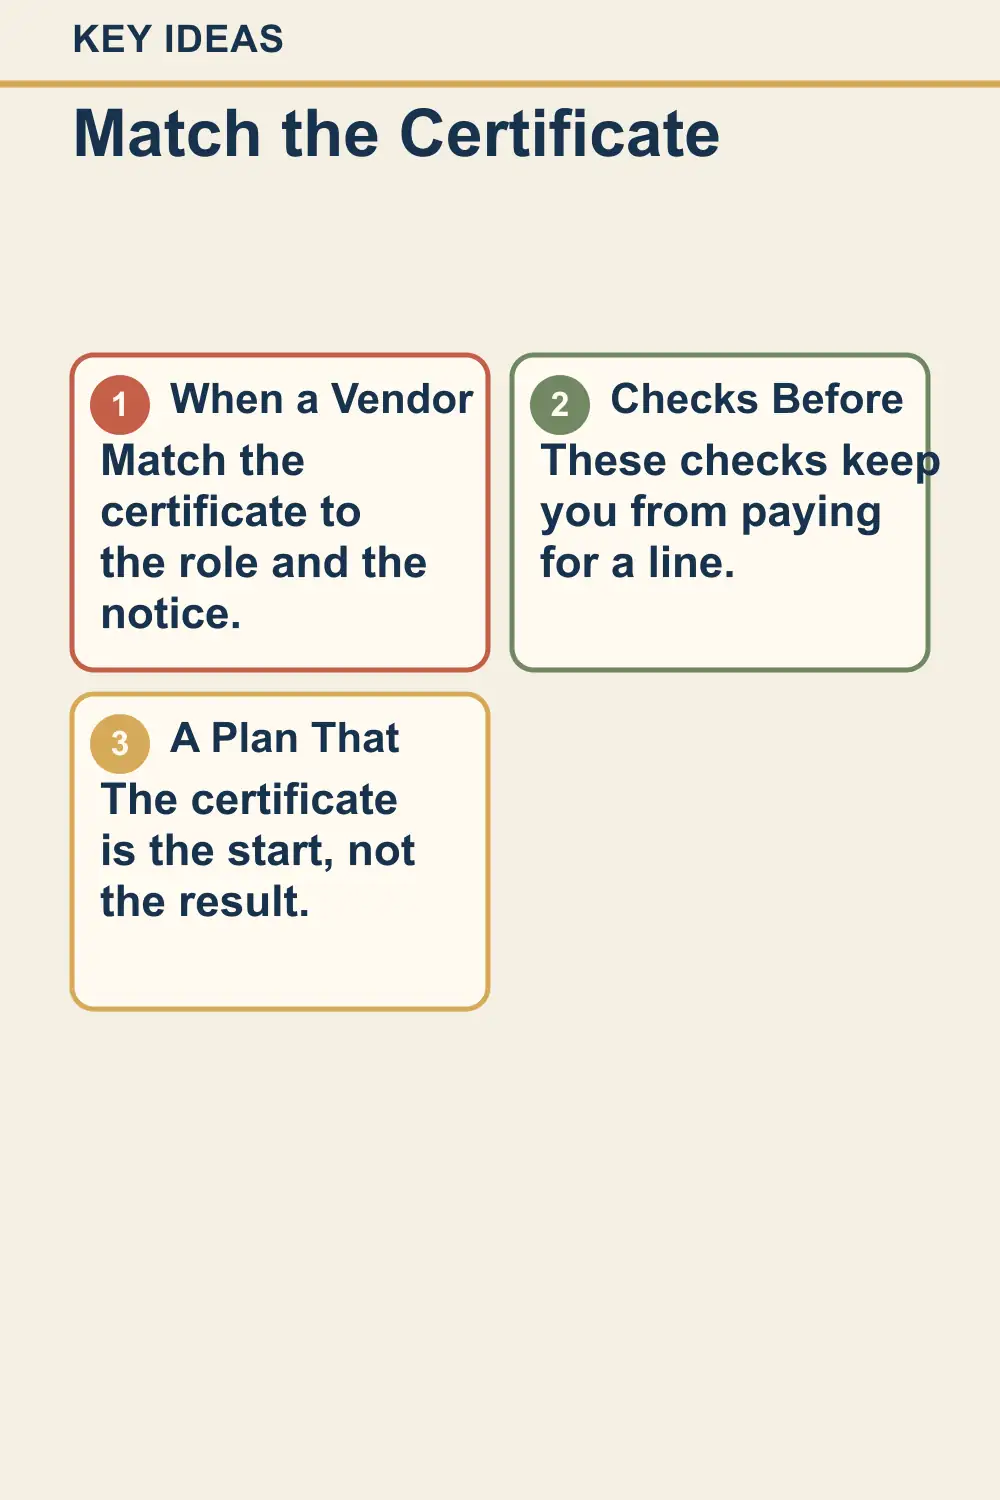 KEY IDEAS
Match the Certificate
1 When a Vendor
Match the
certificate to
the role and the
notice.
2 Checks Before
These checks keep
you from paying
for a line.
3 A Plan That
The certificate
is the start, not
the result.